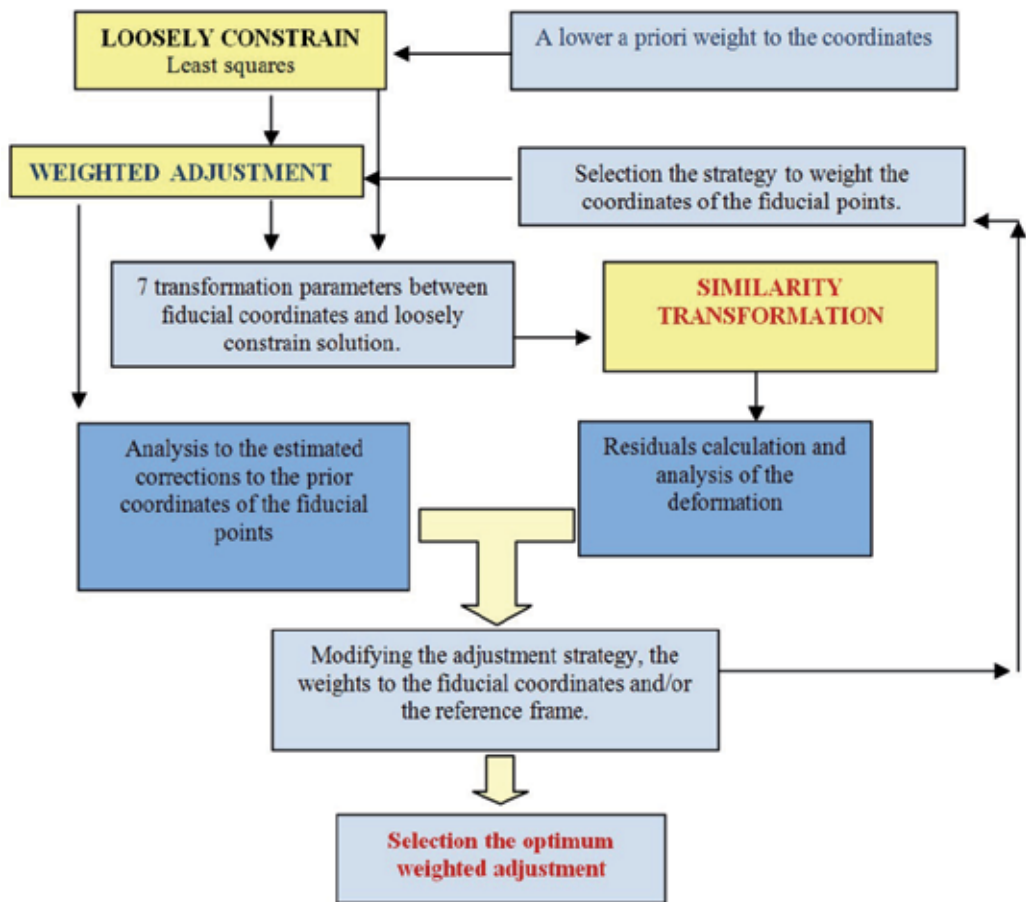 LOOSELY CONSTRAIN
Least squares
A lower a priori weight to the coordinates
WEIGHTED ADJUSTMENT
Selection the strategy to weight the
coordinates of the fiducial points.
7 transformation parameters between
fiducial coordinates and loosely
constrain solution.
SIMILARITY
TRANSFORMATION
Analysis to the estimated
corrections to the prior
coordinates of the fiducial
points
Residuals calculation and
analysis of the
deformation
Modifying the adjustment strategy, the
weights to the fiducial coordinates and/or
the reference frame.
Selection the optimum
weighted adjustment